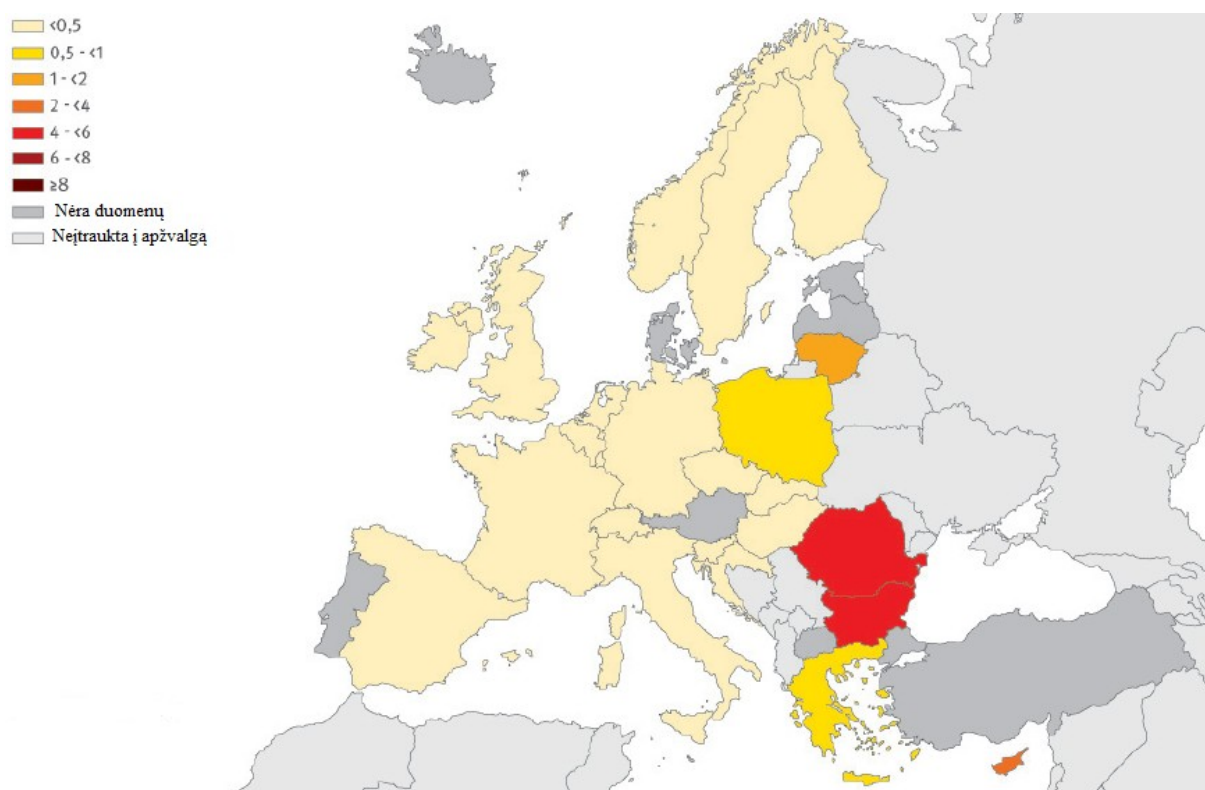 <0,5
0,5 - <1
1 - <2
2 - <4
4 - <6
6 - <8
≥8
Nėra duomenų
Neįtraukta į apžvalgą